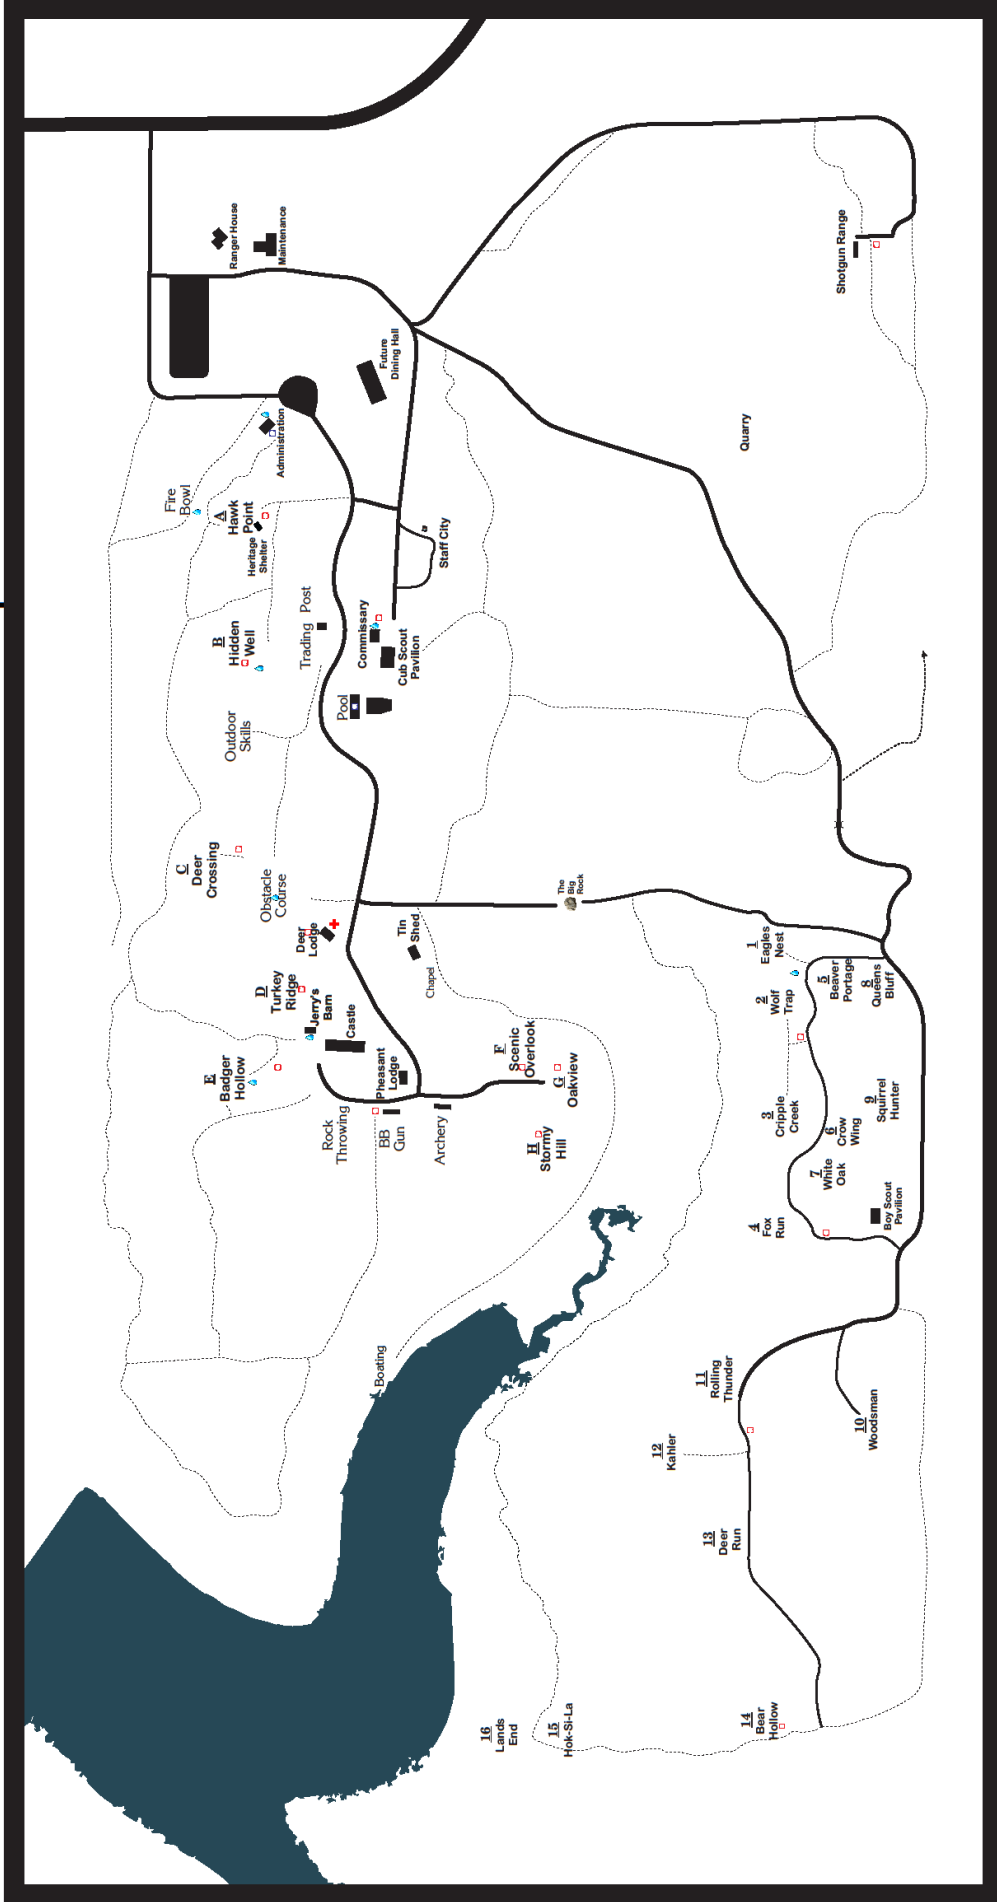 Ranger House
Maintenance
Future
Dining Hall
Administration
Fire
Bowl
A
Hawk
Point
Heritage
Shelter
Staff City
Trading Post
Commissary
Cub Scout
Pavilion
B
Hidden
Well
Pool
Outdoor
Skills
C
Deer
Crossing
Obstacle
Course
Deer
Lodge
Tin
Shed
Chapel
D
Turkey
Ridge
Jerry's
Barn
Castle
Pheasant
Lodge
E
Badger
Hollow
Rock
Throwing
BB
Gun
Archery
F
Scenic
Overlook
G
Oakview
H
Stormy
Hill
Boating
The
Big
Rock
Shotgun Range
Quarry
1
Eagles
Nest
2
Wolf
Trap
5
Beaver
Portage
8
Queens
Bluff
3
Cripple
Creek
6
Crow
Wing
9
Squirrel
Hunter
7
White
Oak
4
Fox
Run
Boy Scout
Pavilion
11
Rolling
Thunder
10
Woodsman
12
Kahler
13
Deer
Run
14
Bear
Hollow
15
Hok-Si-La
16
Lands
End